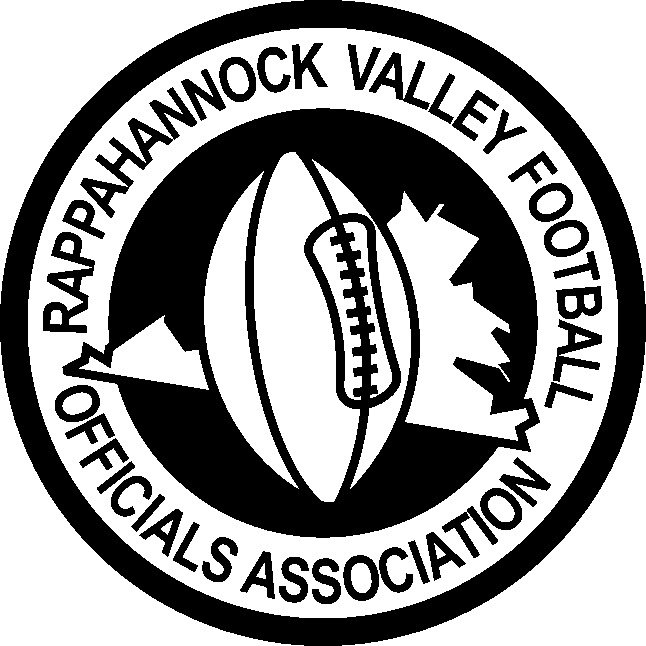 RAPPAHANNOCK VALLEY FOOTBALL
OFFICIALS ASSOCIATION